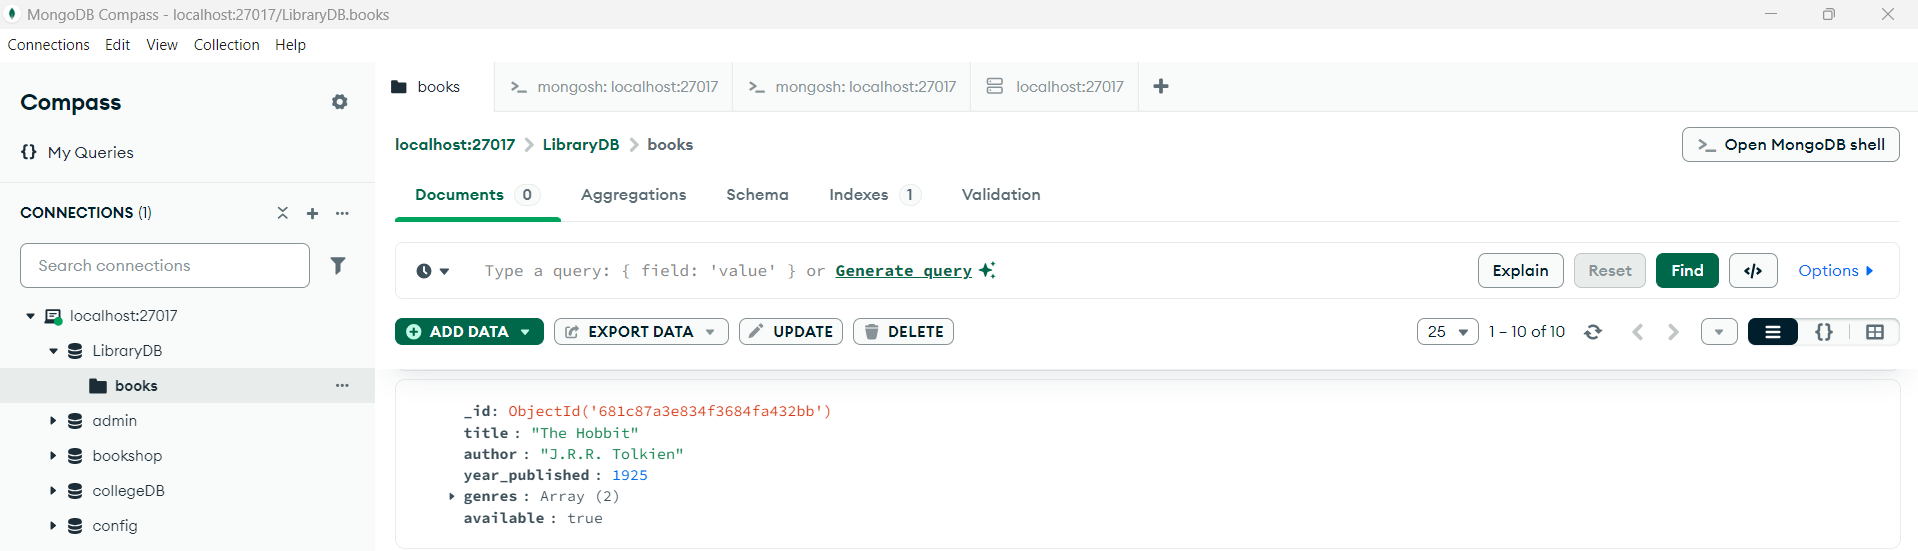 MongoDB Compass - localhost:27017/LibraryDB.books
Connections Edit View Collection Help
Compass
{} My Queries
CONNECTIONS (1)
Search connections
localhost:27017
LibraryDB
books
admin
bookshop
collegeDB
config
books
>_ mongosh: localhost:27017
>_ mongosh: localhost:27017
localhost:27017
localhost:27017 > LibraryDB > books
>_ Open MongoDB shell
Documents 0 Aggregations Schema Indexes 1 Validation
Type a query: { field: 'value' } or Generate query
Explain Reset Find </> Options
ADD DATA EXPORT DATA UPDATE DELETE
25 1 – 10 of 10 {}
_id: ObjectId('681c87a3e834f3684fa432bb')
title : "The Hobbit"
author : "J.R.R. Tolkien"
year_published : 1925
genres : Array (2)
available : true